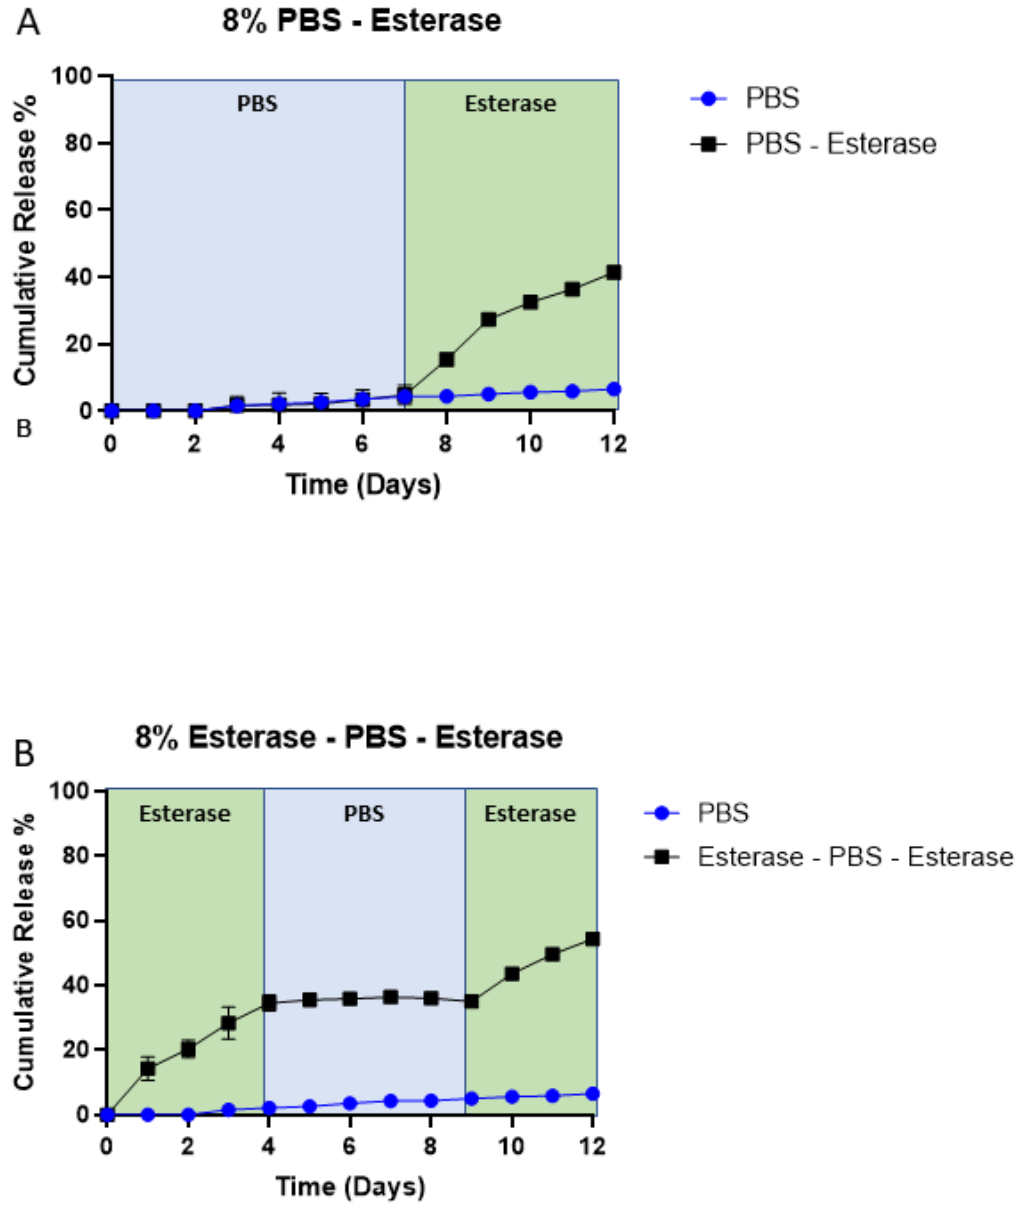 A
8% PBS - Esterase
100
80
60
40
20
0
Cumulative Release %
PBS
Esterase
PBS
PBS - Esterase
B
0 2 4 6 8 10 12
Time (Days)
B
8% Esterase - PBS - Esterase
100
80
60
40
20
0
Cumulative Release %
Esterase
PBS
Esterase
PBS
Esterase - PBS - Esterase
0 2 4 6 8 10 12
Time (Days)